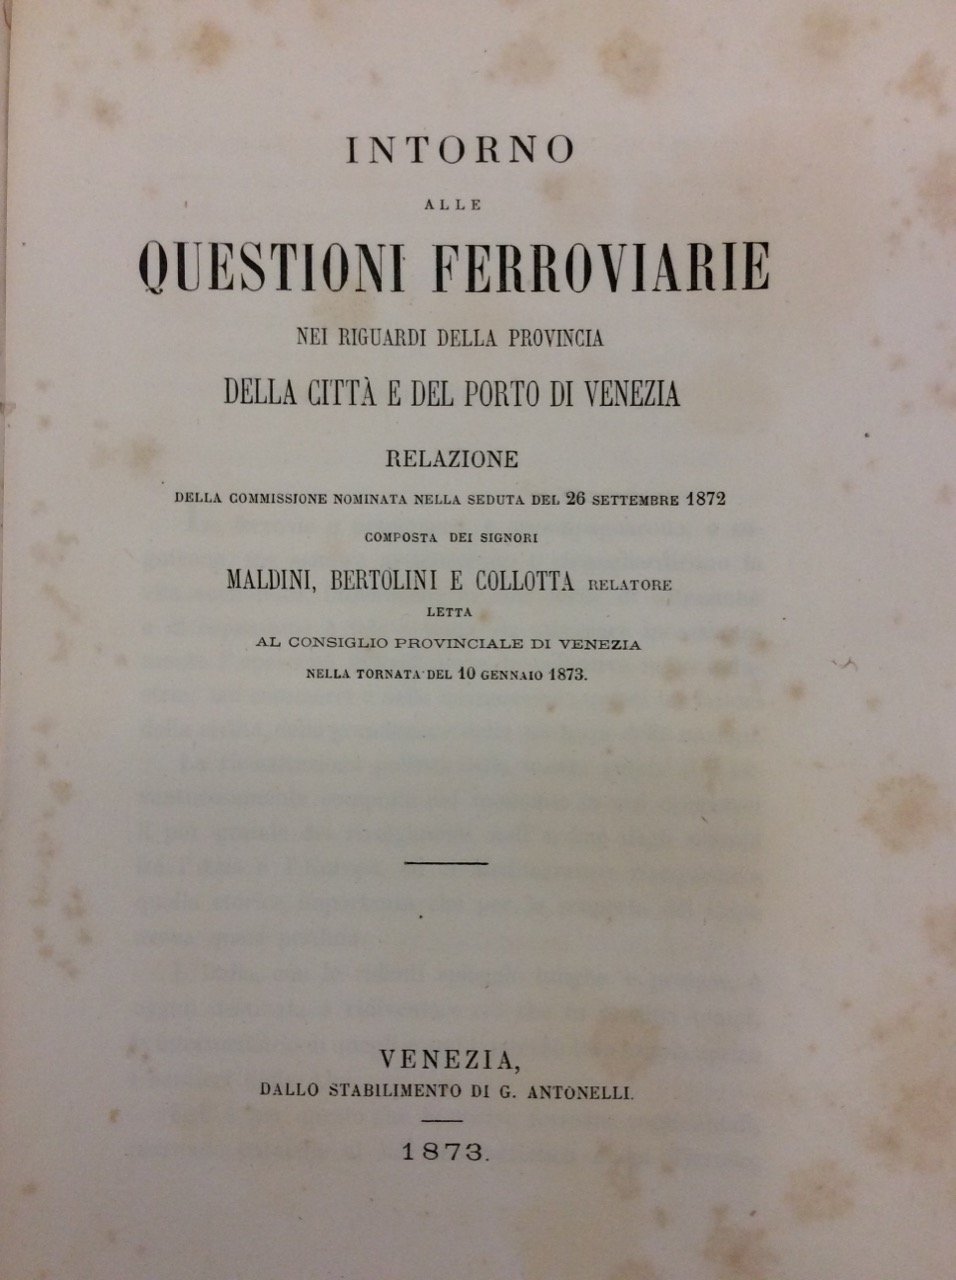 INTORNO
ALLE
QUESTIONI FERROVIARIE
NEI RIGUARDI DELLA PROVINCIA
DELLA CITTÀ E DEL PORTO DI VENEZIA
RELAZIONE
DELLA COMMISSIONE NOMINATA NELLA SEDUTA DEL 26 SETTEMBRE 1872
COMPOSTA DEI SIGNORI
MALDINI, BERTOLINI E COLLOTTA RELATORE
LETTA
AL CONSIGLIO PROVINCIALE DI VENEZIA
NELLA TORNATA DEL 10 GENNAIO 1873.
VENEZIA,
DALLO STABILIMENTO DI G. ANTONELLI.
1873.